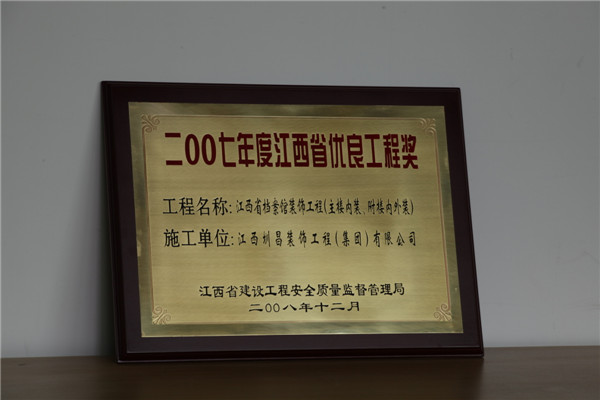 二00七年度江西省优良工程奖
工程名称:江西省档案馆装饰工程(主楼内装、附楼内外装)
施工单位:江西圳昌装饰工程(集团)有限公司
江西省建设工程安全质量监督管理局
二00八年十二月